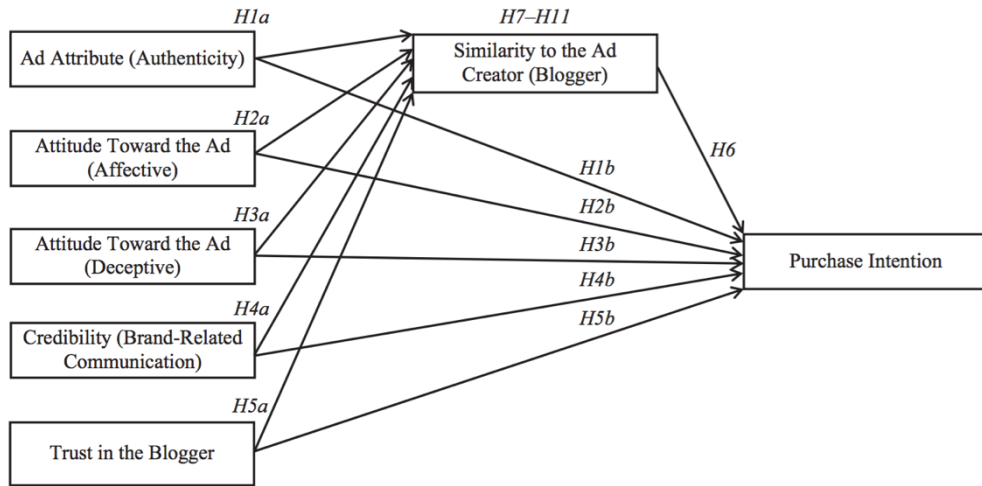 H1a
H7–H11
Ad Attribute (Authenticity)
Similarity to the Ad
Creator (Blogger)
H2a
Attitude Toward the Ad
(Affective)
H6
H1b
H2b
H3a
Attitude Toward the Ad
(Deceptive)
H3b
Purchase Intention
H4b
H4a
Credibility (Brand-Related
Communication)
H5b
H5a
Trust in the Blogger